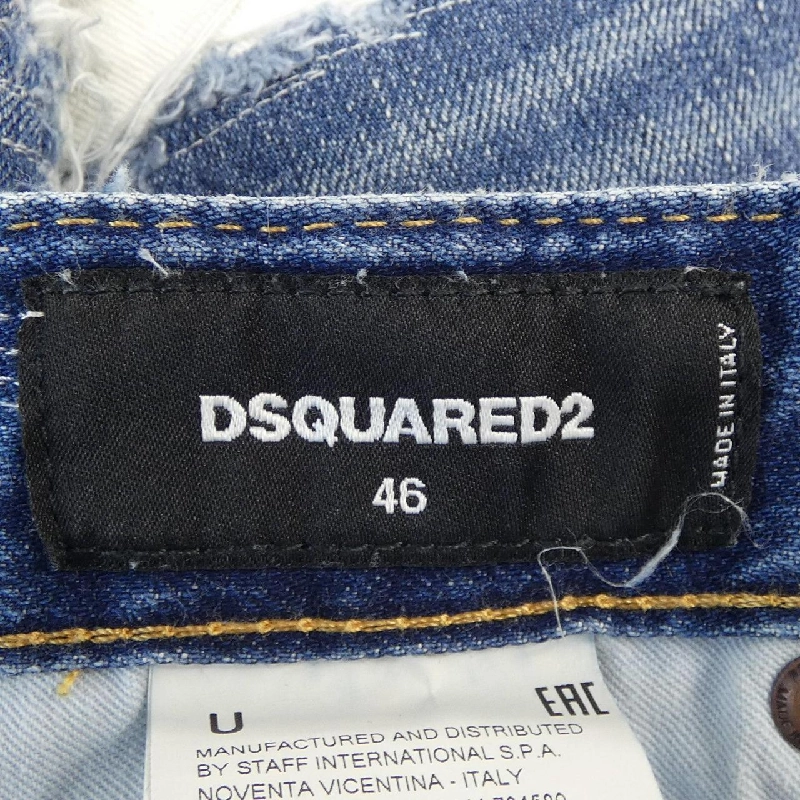 DSQUARED2
46
MADE IN ITALY
U
EAC
MANUFACTURED AND DISTRIBUTED
BY STAFF INTERNATIONAL S.P.A.
NOVENTA VICENTINA - ITALY